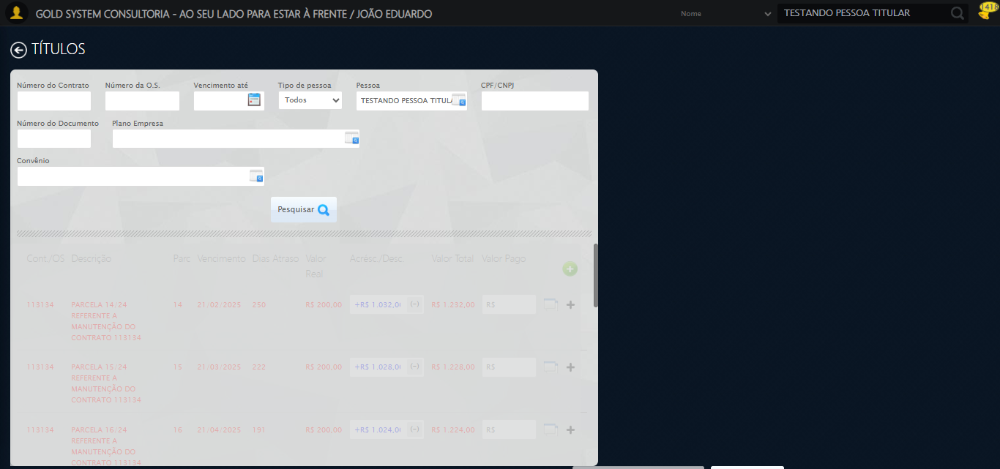 GOLD SYSTEM CONSULTORIA - AO SEU LADO PARA ESTAR À FRENTE / JOÃO EDUARDO
Nome
TESTANDO PESSOA TITULAR
1418
TÍTULOS
Número do Contrato Número da O.S. Vencimento até Tipo de pessoa Pessoa CPF/CNPJ
Todos TESTANDO PESSOA TITUL
Número do Documento Plano Empresa
Convênio
Pesquisar
Cont./OS Descrição Parc Vencimento Dias Atraso Valor Real Acrésc./Desc. Valor Total Valor Pago
113134 PARCELA 14/24 14 21/02/2025 250 R$ 200,00 +R$ 1.032,0 (-) R$ 1.232,00 R$
REFERENTE A
MANUTENÇÃO DO
CONTRATO 113134
113134 PARCELA 15/24 15 21/03/2025 222 R$ 200,00 +R$ 1.028,0 (-) R$ 1.228,00 R$
REFERENTE A
MANUTENÇÃO DO
CONTRATO 113134
113134 PARCELA 16/24 16 21/04/2025 191 R$ 200,00 +R$ 1.024,0 (-) R$ 1.224,00 R$
REFERENTE A
MANUTENÇÃO DO
CONTRATO 113134